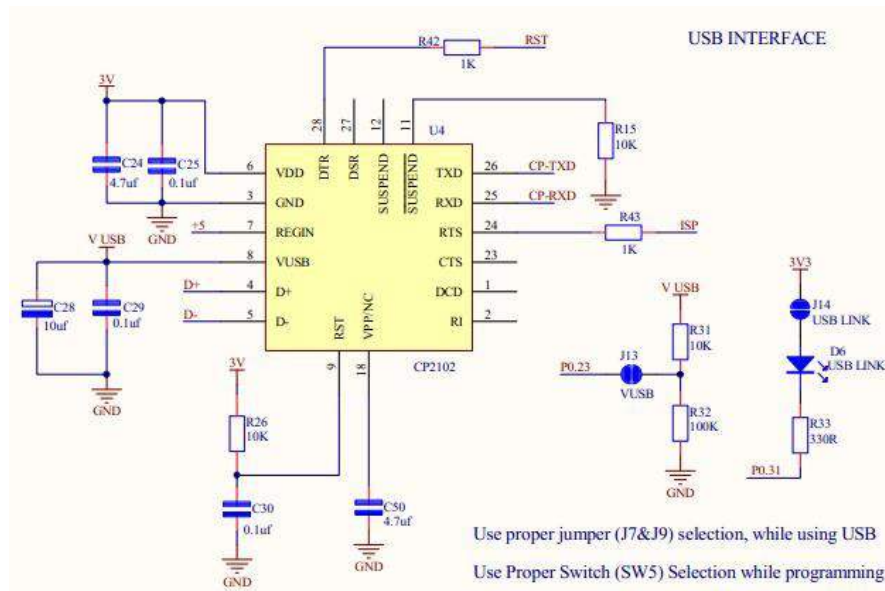 USB INTERFACE
R42
1K
RST
3V
28
27
12
11
U4
R15
10K
C24
4.7uf
C25
0.1uf
6
VDD
DTR
DSR
SUSPEND
SUSPEND
TXD
26
CP-TXD
3
GND
RXD
25
CP-RXD
GND
+5
7
REGIN
RTS
24
R43
1K
ISP
V USB
8
VUSB
CTS
23
D+
4
D+
DCD
1
D-
5
D-
RI
2
C28
10uf
C29
0.1uf
GND
RST
VPP/NC
9
18
CP2102
3V
R26
10K
C30
0.1uf
GND
C50
4.7uf
GND
V USB
R31
10K
P0.23
J13
VUSB
R32
100K
GND
3V3
J14
USB LINK
D6
USB LINK
R33
330R
P0.31
Use proper jumper (J7&J9) selection, while using USB
Use Proper Switch (SW5) Selection while programming